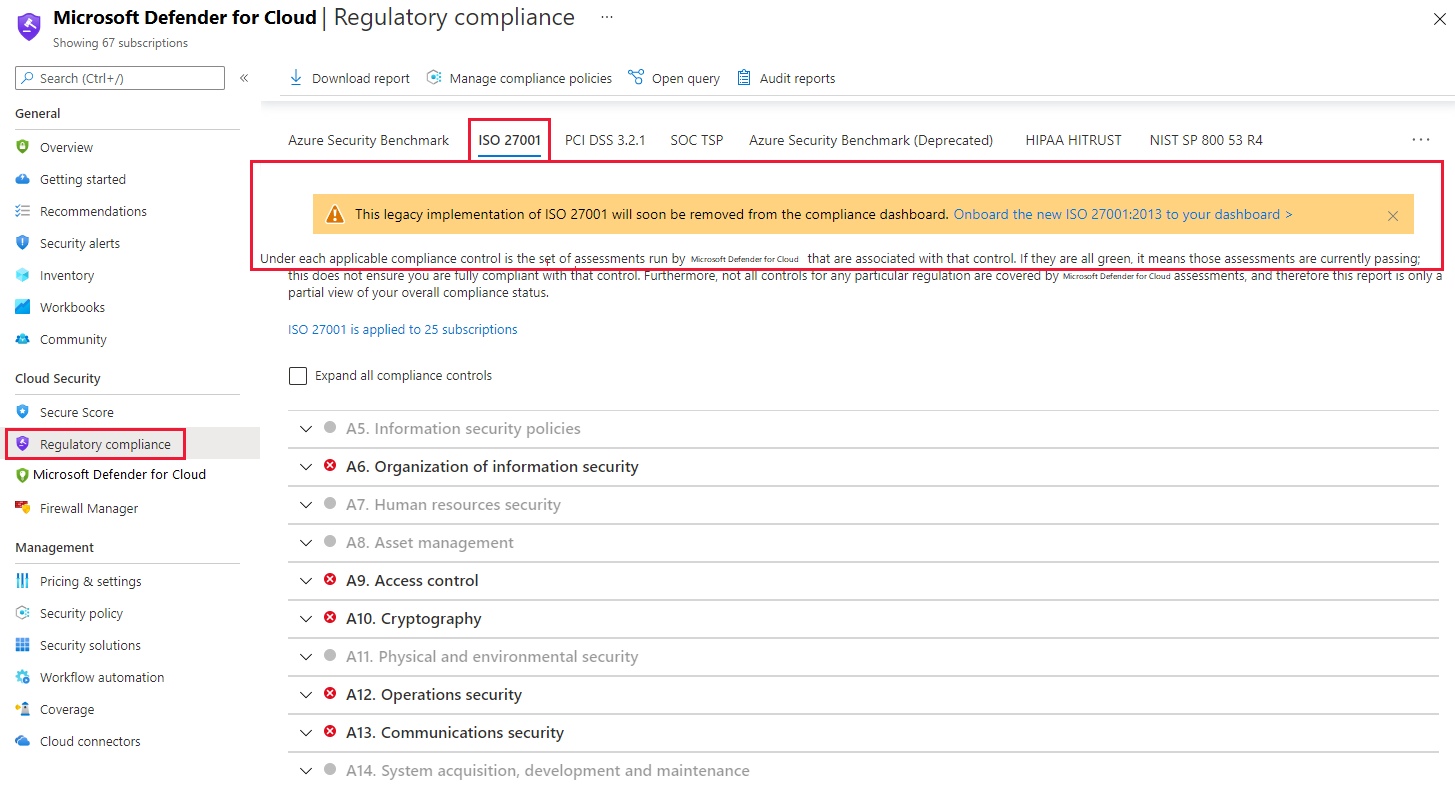 Microsoft Defender for Cloud | Regulatory compliance ...
Showing 67 subscriptions
Search (Ctrl+/)
«
General
Overview
Getting started
Recommendations
Security alerts
Inventory
Workbooks
Community
Cloud Security
Secure Score
Regulatory compliance
Microsoft Defender for Cloud
Firewall Manager
Management
Pricing & settings
Security policy
Security solutions
Workflow automation
Coverage
Cloud connectors
Download report Manage compliance policies Open query Audit reports
Azure Security Benchmark ISO 27001 PCI DSS 3.2.1 SOC TSP Azure Security Benchmark (Deprecated) HIPAA HITRUST NIST SP 800 53 R4 ...
This legacy implementation of ISO 27001 will soon be removed from the compliance dashboard. Onboard the new ISO 27001:2013 to your dashboard >
Under each applicable compliance control is the set of assessments run by Microsoft Defender for Cloud that are associated with that control. If they are all green, it means those assessments are currently passing;
this does not ensure you are fully compliant with that control. Furthermore, not all controls for any particular regulation are covered by Microsoft Defender for Cloud assessments, and therefore this report is only a
partial view of your overall compliance status.
ISO 27001 is applied to 25 subscriptions
Expand all compliance controls
A5. Information security policies
A6. Organization of information security
A7. Human resources security
A8. Asset management
A9. Access control
A10. Cryptography
A11. Physical and environmental security
A12. Operations security
A13. Communications security
A14. System acquisition, development and maintenance